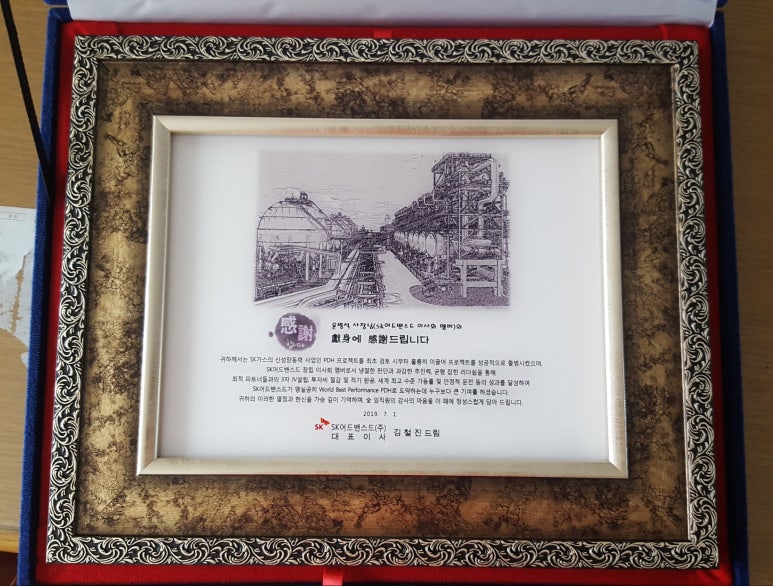 感謝
윤병석 사장님(SK어드밴스드 이사회 멤버)의
獻身에 感謝드립니다
귀하께서는 SK가스의 신성장동력 사업인 PDH 프로젝트를 최초 검토 시부터 훌륭히 이끌어 프로젝트를 성공적으로 출범시켰으며,
SK어드밴스드 창립 이사회 멤버로서 냉철한 판단과 과감한 추진력, 균형 잡힌 리더쉽을 통해
최적 파트너들과의 3자 JV설립, 투자비 절감 및 적기 완공, 세계 최고 수준 가동률 및 안정적 운전 등의 성과를 달성하여
SK어드밴스드가 명실공히 World Best Performance PDH로 도약하는데 누구보다 큰 기여를 하셨습니다.
귀하의 이러한 열정과 헌신을 가슴 깊이 기억하며, 全 임직원의 감사의 마음을 이 패에 정성스럽게 담아 드립니다.
2019. 7. 1.
SK SK어드밴스드(주)
대 표 이 사 김철진드림